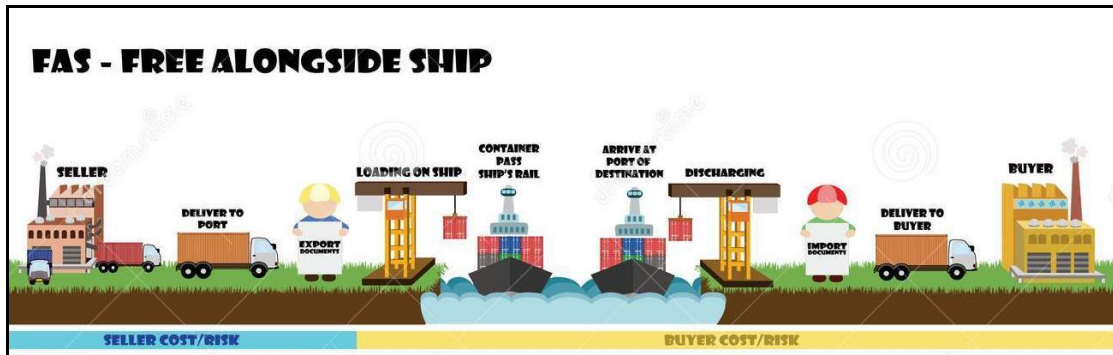 FAS - FREE ALONGSIDE SHIP
SELLER
DELIVER TO
PORT
EXPORT
DOCUMENTS
LOADING ON SHIP
CONTAINER
PASS
SHIP'S RAIL
ARRIVE AT
PORT OF
DESTINATION
DISCHARGING
IMPORT
DOCUMENTS
DELIVER TO
BUYER
BUYER
SELLER COST/RISK
BUYER COST/RISK